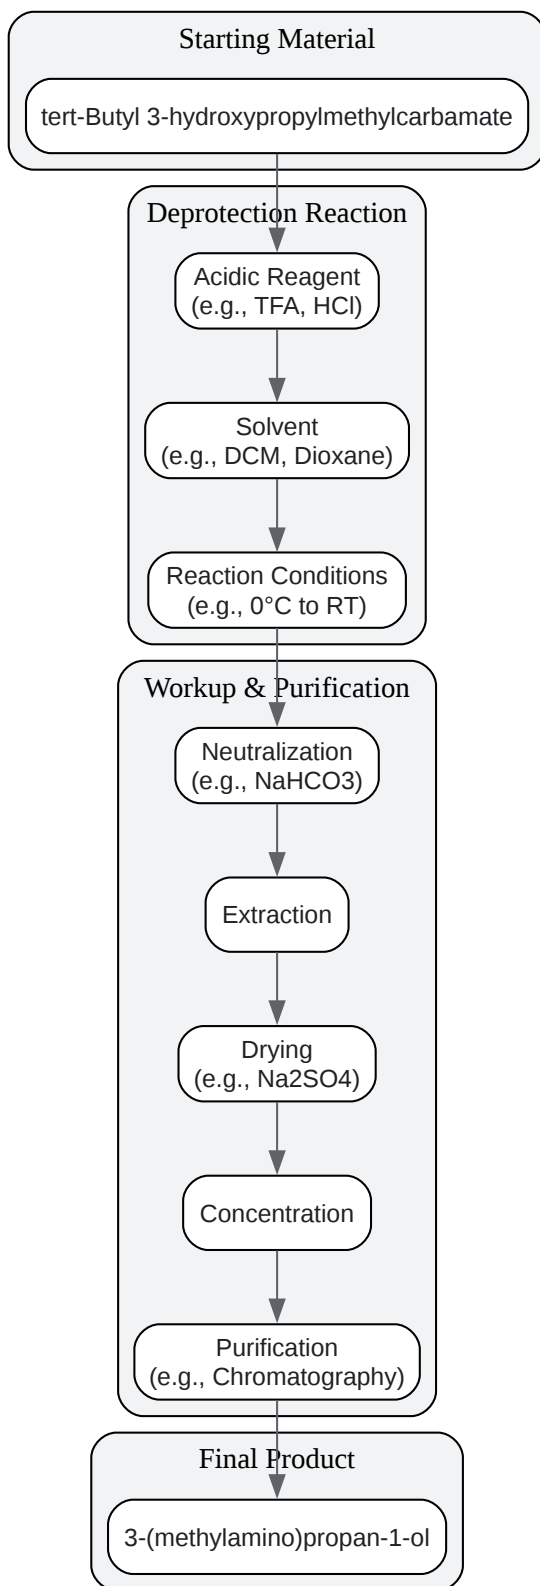 Starting Material
tert-Butyl 3-hydroxypropylmethylcarbamate
Deprotection Reaction
Acidic Reagent
(e.g., TFA, HCl)
Solvent
(e.g., DCM, Dioxane)
Reaction Conditions
(e.g., 0°C to RT)
Workup & Purification
Neutralization
(e.g., NaHCO3)
Extraction
Drying
(e.g., Na2SO4)
Concentration
Purification
(e.g., Chromatography)
Final Product
3-(methylamino)propan-1-ol